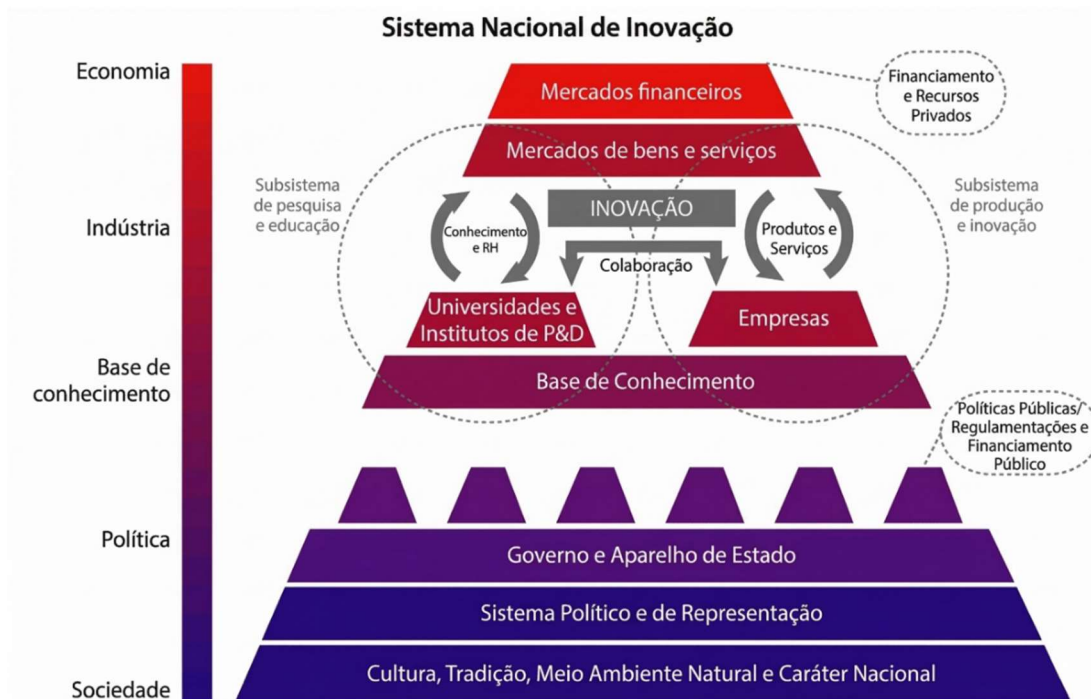 Sistema Nacional de Inovação
Economia
Mercados financeiros
Financiamento
e Recursos
Privados
Mercados de bens e serviços
Subsistema
de pesquisa
e educação
Indústria
INOVAÇÃO
Conhecimento
e RH
Colaboração
Produtos e
Serviços
Subsistema
de produção
e inovação
Universidades e
Institutos de P&D
Empresas
Base de
conhecimento
Base de Conhecimento
Políticas Públicas/
Regulamentações e
Financiamento
Público
Política
Governo e Aparelho de Estado
Sistema Político e de Representação
Cultura, Tradição, Meio Ambiente Natural e Caráter Nacional
Sociedade